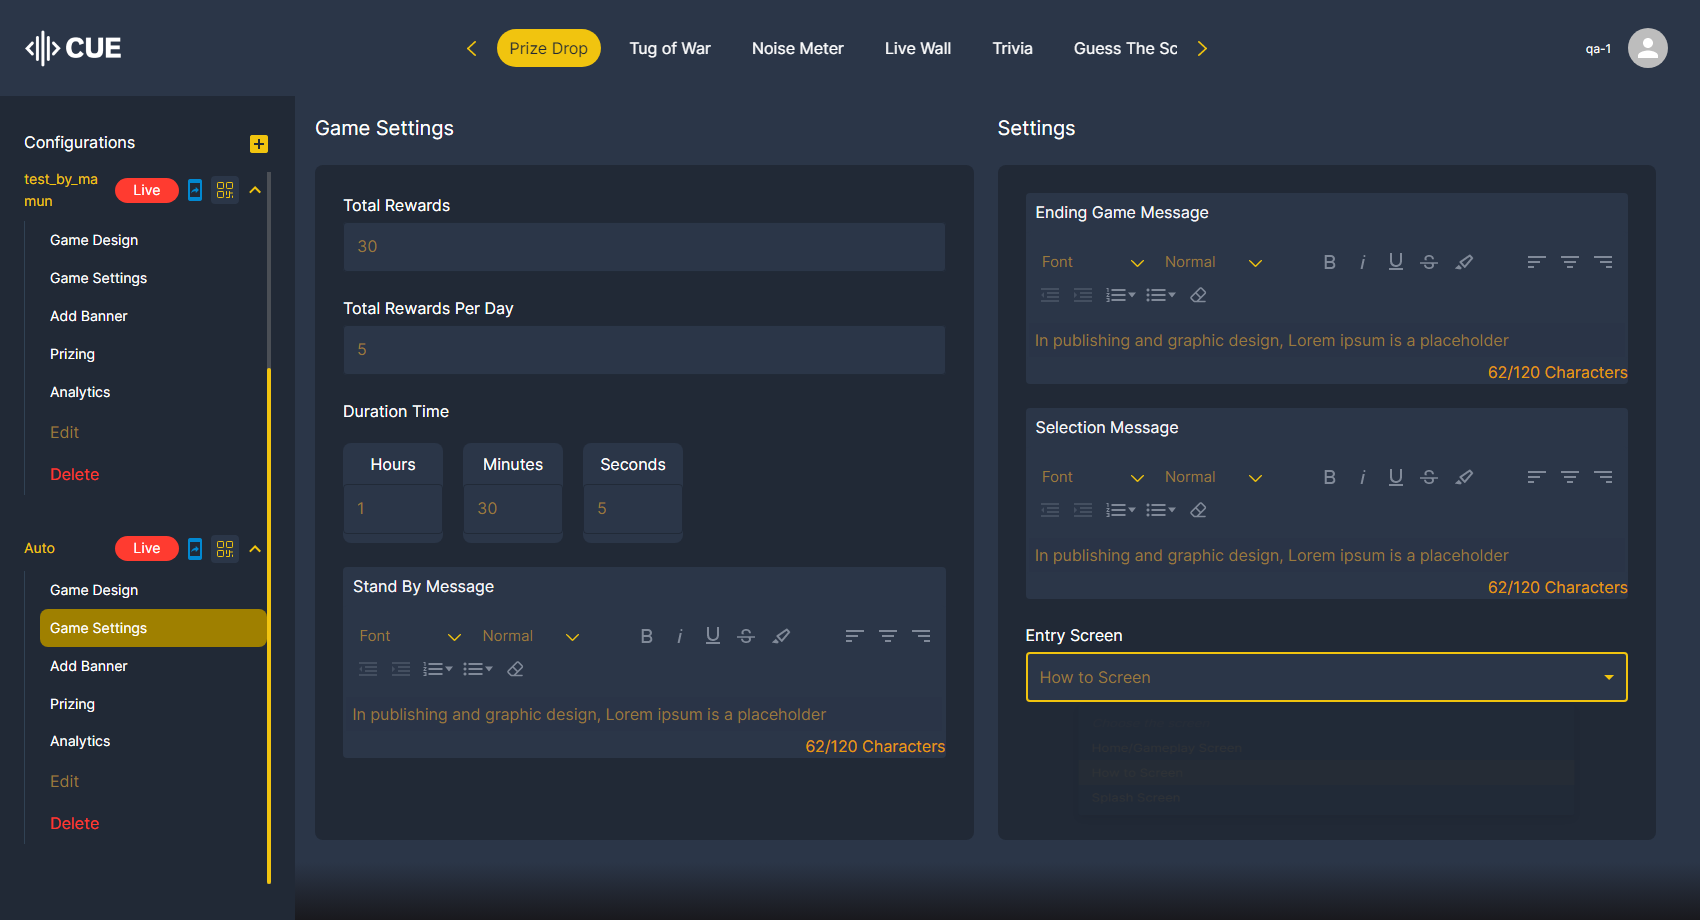 CUE
Prize Drop
Tug of War
Noise Meter
Live Wall
Trivia
Guess The Sc
qa-1
Configurations
test_by_ma
mun
Live
Game Design
Game Settings
Add Banner
Prizing
Analytics
Edit
Delete
Auto
Live
Game Design
Game Settings
Add Banner
Prizing
Analytics
Edit
Delete
Game Settings
Total Rewards
30
Total Rewards Per Day
5
Duration Time
Hours
Minutes
Seconds
1
30
5
Stand By Message
Font
Normal
In publishing and graphic design, Lorem ipsum is a placeholder
62/120 Characters
Settings
Ending Game Message
Font
Normal
In publishing and graphic design, Lorem ipsum is a placeholder
62/120 Characters
Selection Message
Font
Normal
In publishing and graphic design, Lorem ipsum is a placeholder
62/120 Characters
Entry Screen
How to Screen
Home/Gameplay Screen
How to Screen
Splash Screen